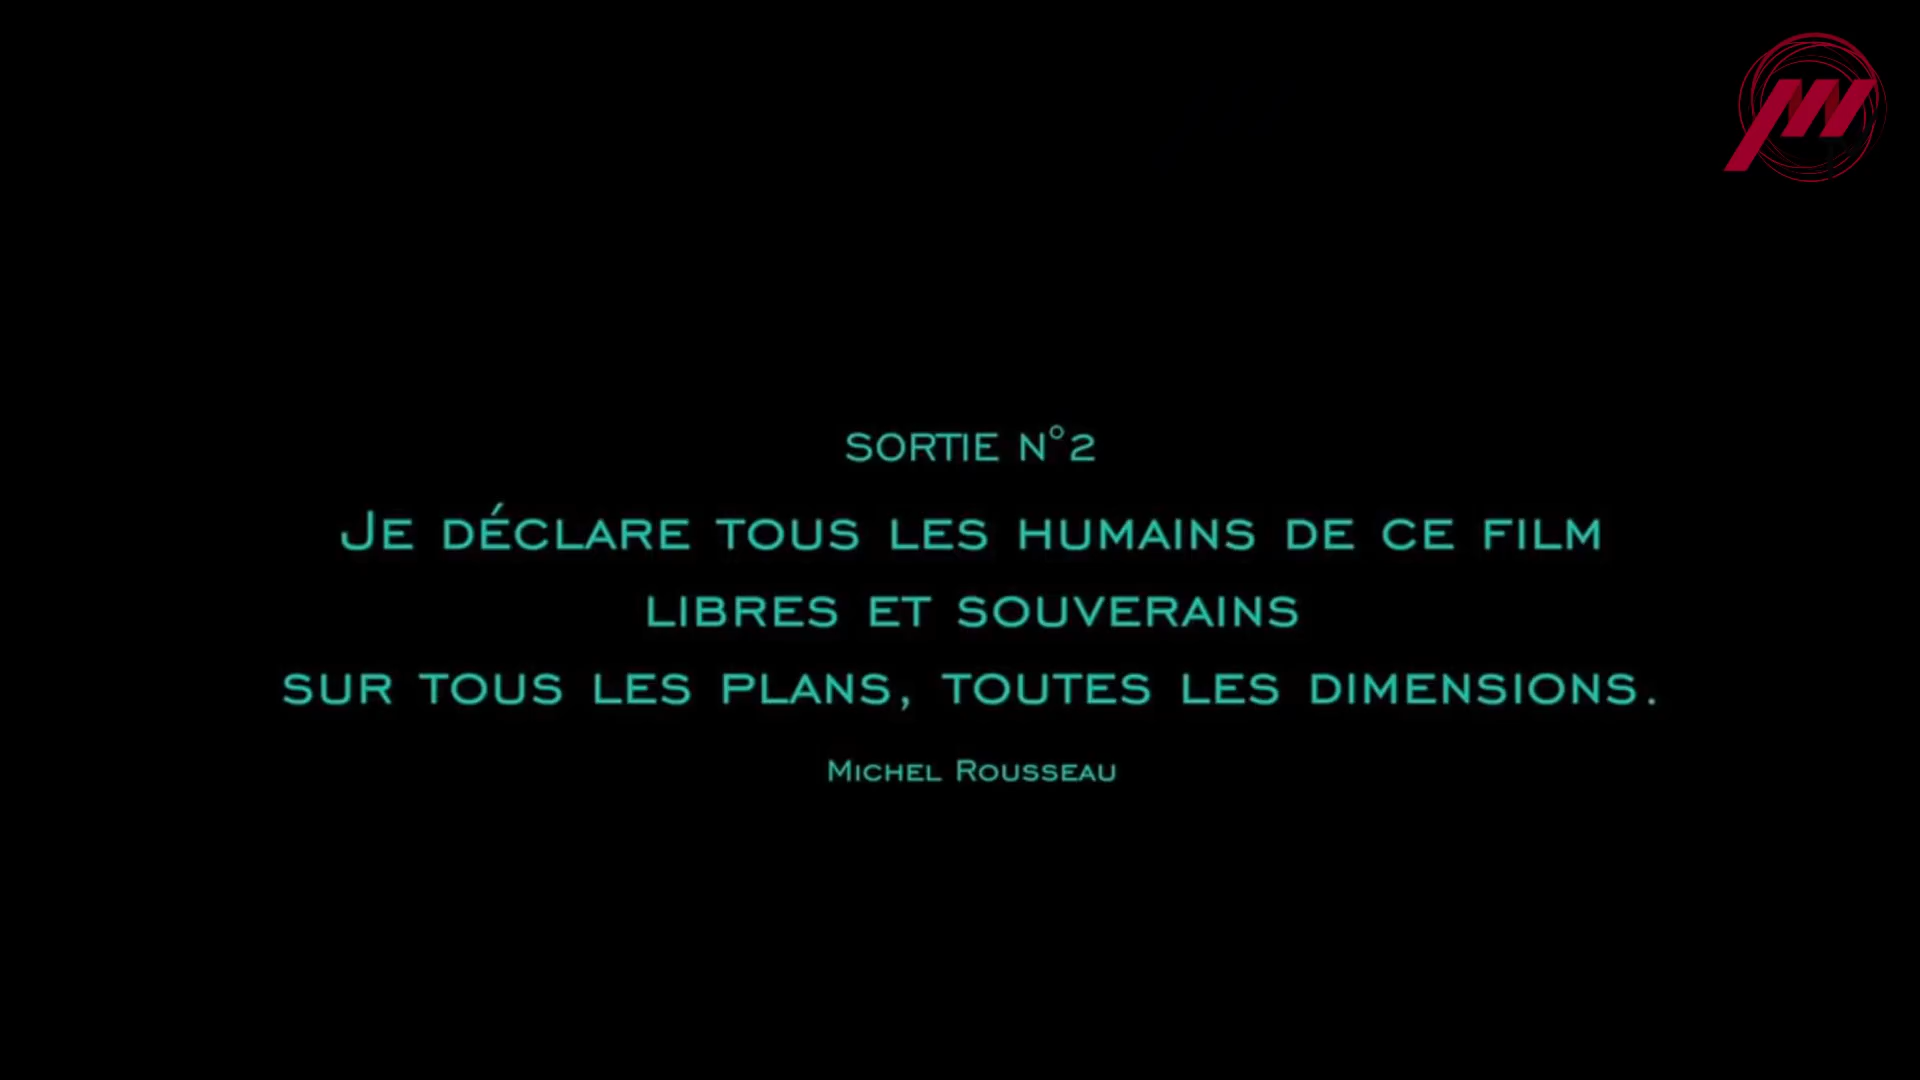 SORTIE N°2
JE DÉCLARE TOUS LES HUMAINS DE CE FILM
LIBRES ET SOUVERAINS
SUR TOUS LES PLANS, TOUTES LES DIMENSIONS.
MICHEL ROUSSEAU